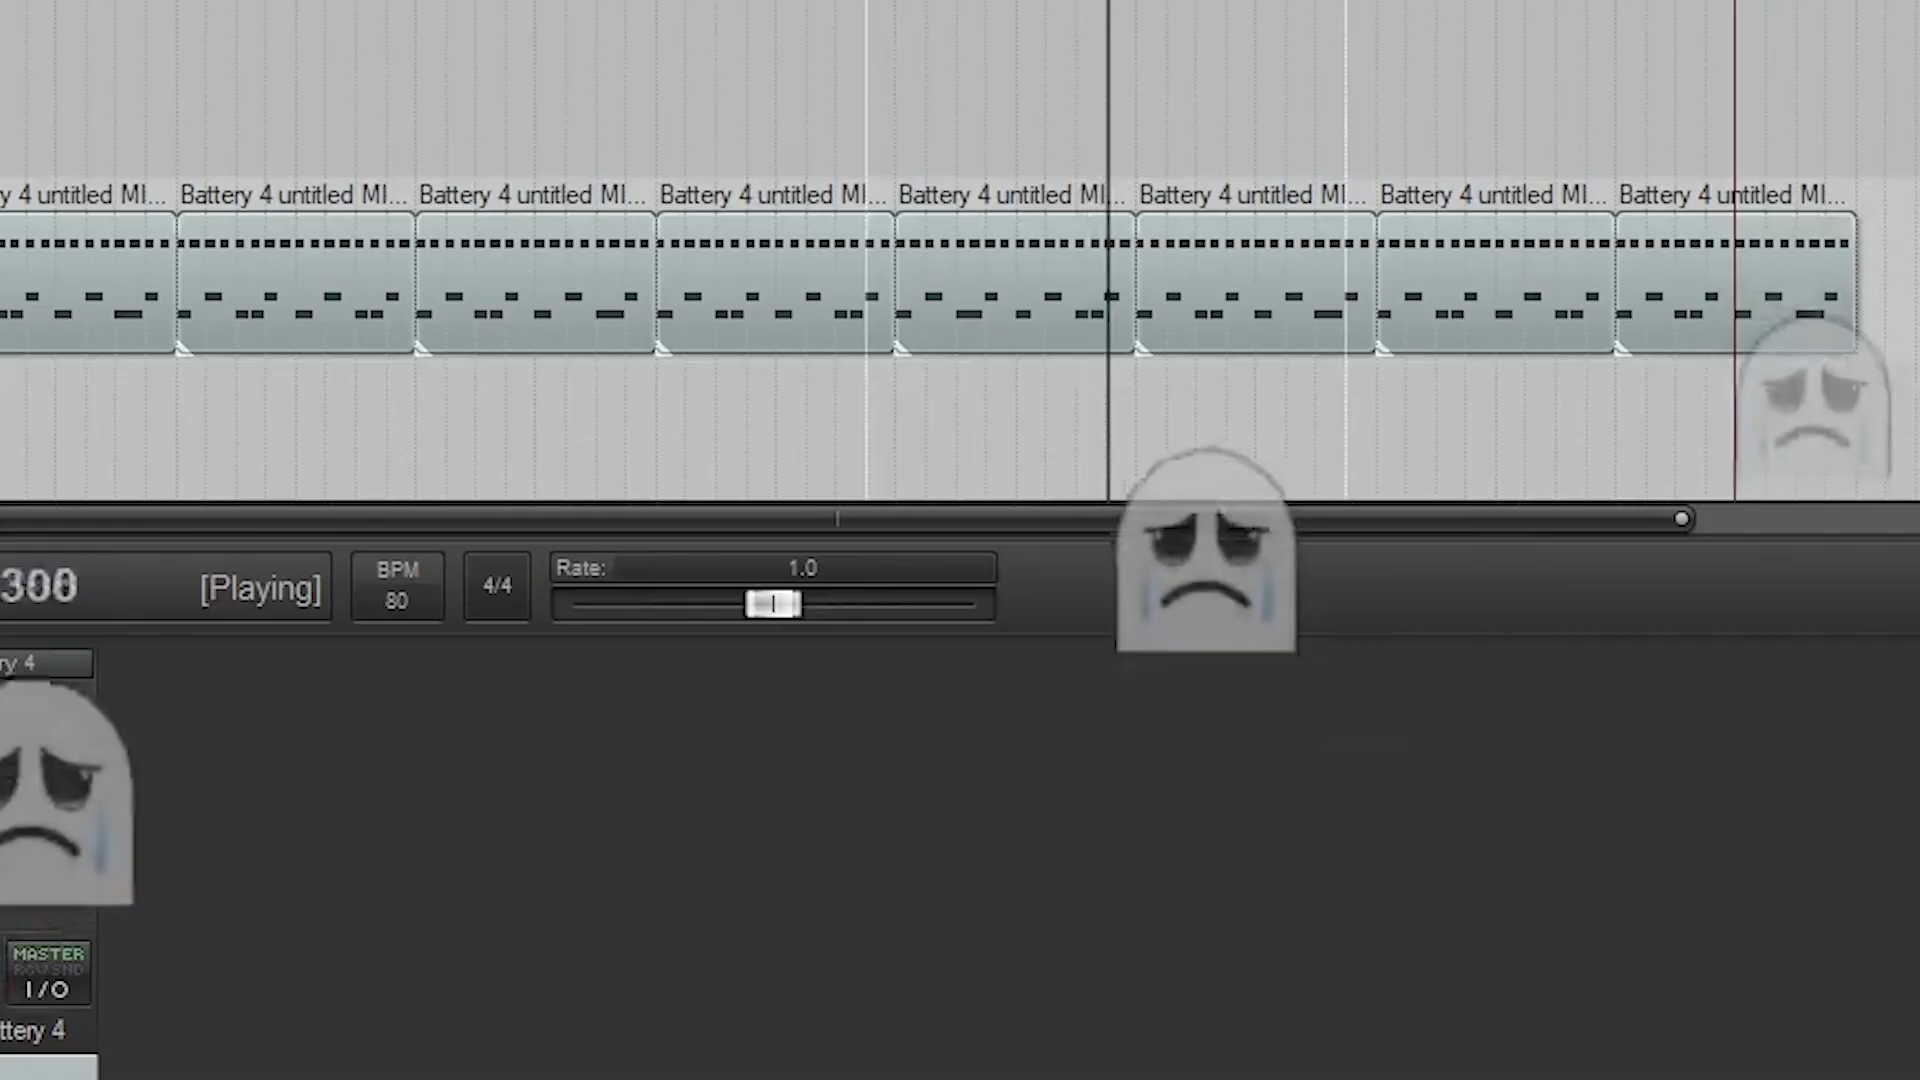 y 4 untitled MI... Battery 4 untitled MI... Battery 4 untitled MI... Battery 4 untitled MI... Battery 4 untitled MI... Battery 4 untitled MI... Battery 4 untitled MI... Battery 4 untitled MI...
300 [Playing]
BPM
80
4/4
Rate: 1.0
ry 4
MASTER
RCV SND
I/O
ttery 4